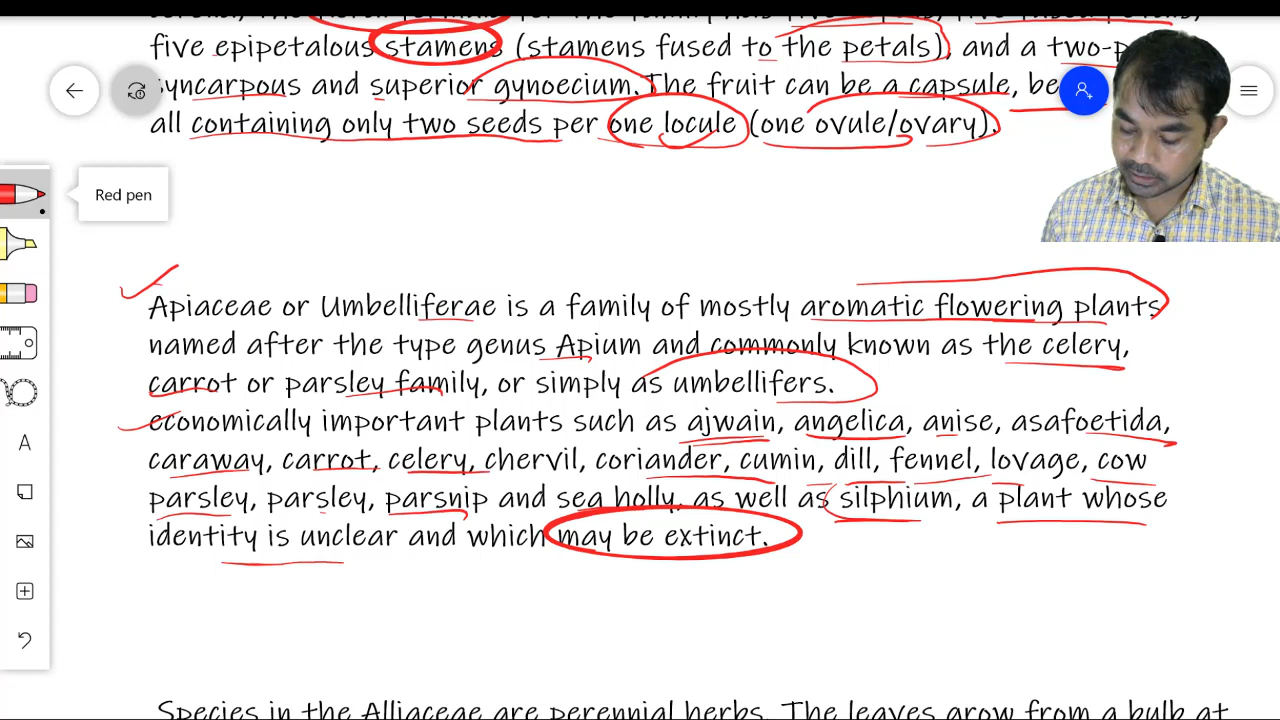 five epipetalous stamens (stamens fused to the petals), and a
syncarpous and superior gynoecium. The fruit can be a capsule,
all containing only two seeds per one locule (one ovule/ovary).
Red pen
Apiaceae or Umbelliferae is a family of mostly aromatic flowering plants
named after the type genus Apium and commonly known as the celery,
carrot or parsley family, or simply as umbellifers.
economically important plants such as ajwain, angelica, anise, asafoetida,
caraway, carrot, celery, chervil, coriander, cumin, dill, fennel, lovage, cow
parsley, parsley, parsnip and sea holly, as well as silphium, a plant whose
identity is unclear and which may be extinct.
A
Species in the Alliaceae are perennial herbs. The leaves grow from a bulb at